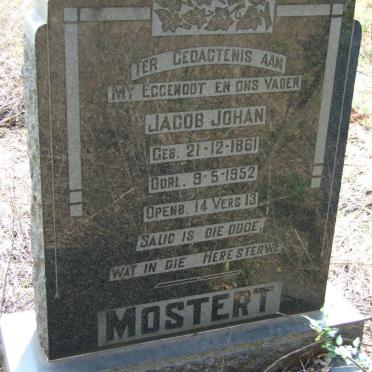 TER GEDAGTENIS AAN
MY EGGENOOT EN ONS VADER
JACOB JOHAN
GEB. 21-12-1861
OORL. 9-5-1952
OPENB. 14 VERS 13
SALIG IS DIE DODE,
WAT IN DIE HERE STERWE
MOSTERT